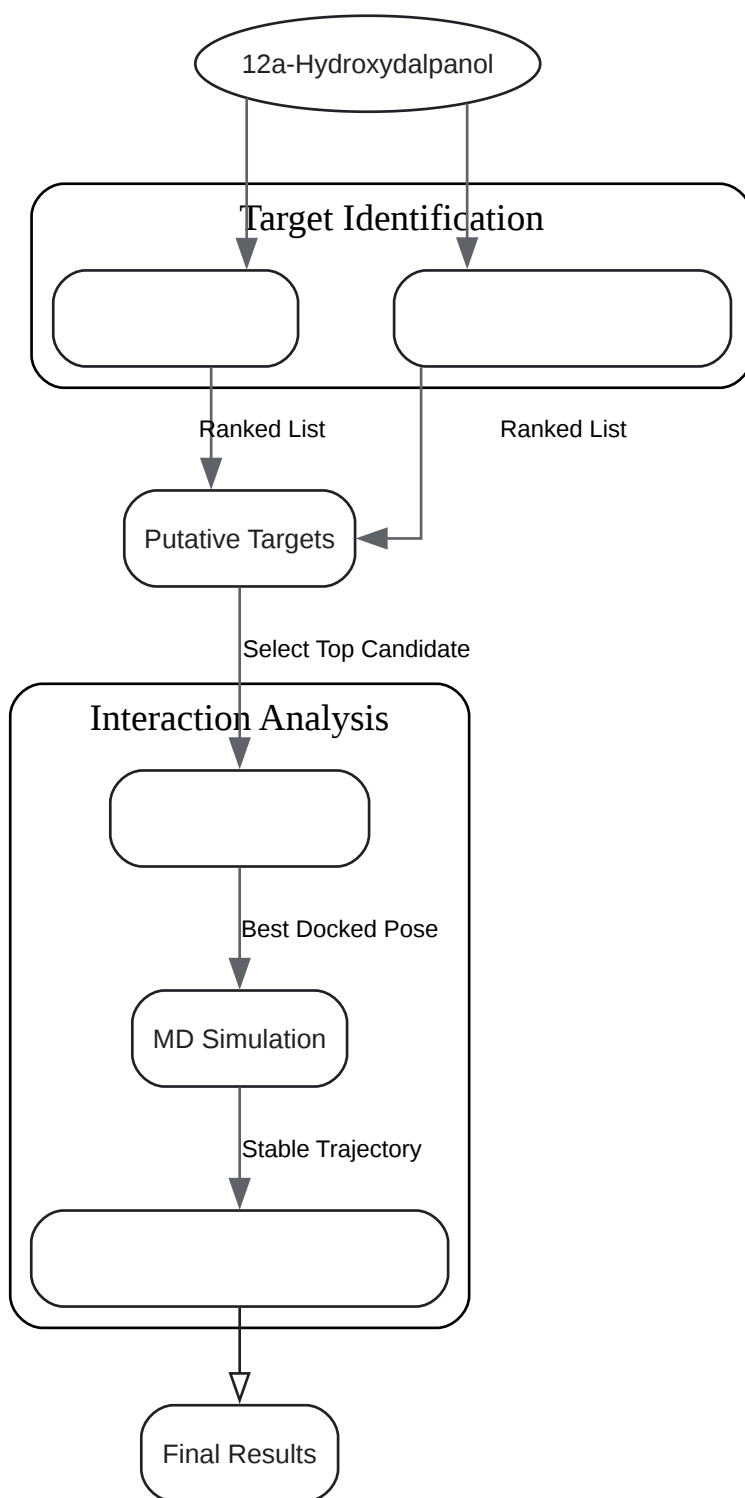 12a-Hydroxydalpanol
Target Identification
Ranked List
Ranked List
Putative Targets
Select Top Candidate
Interaction Analysis
Best Docked Pose
MD Simulation
Stable Trajectory
Final Results